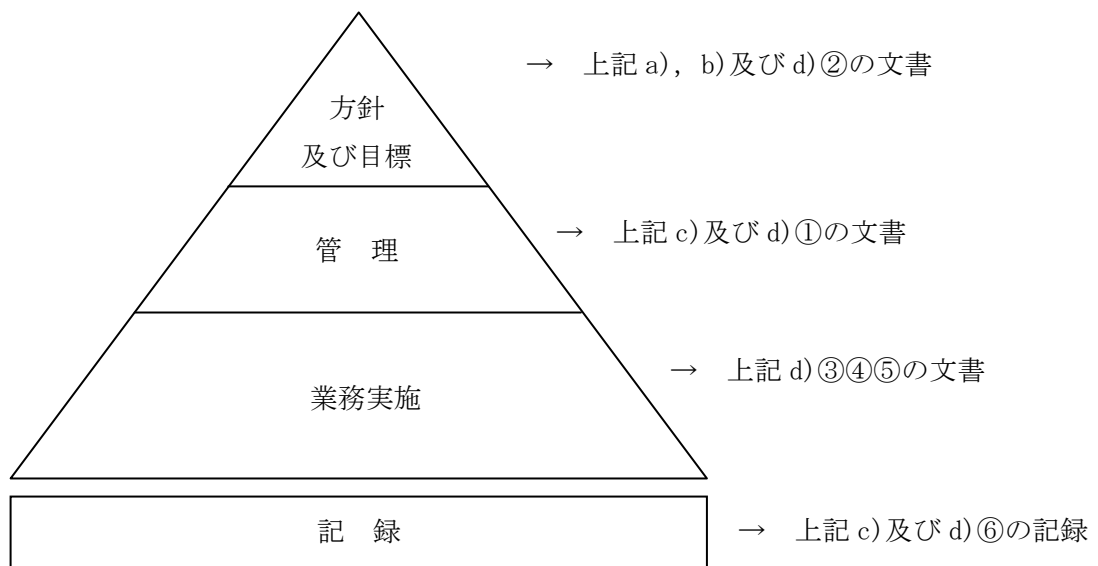 → 上記 a), b)及び d)②の文書
方針
及び目標
→ 上記 c)及び d)①の文書
管 理
→ 上記 d)③④⑤の文書
業務実施
記 録
→ 上記 c)及び d)⑥の記録